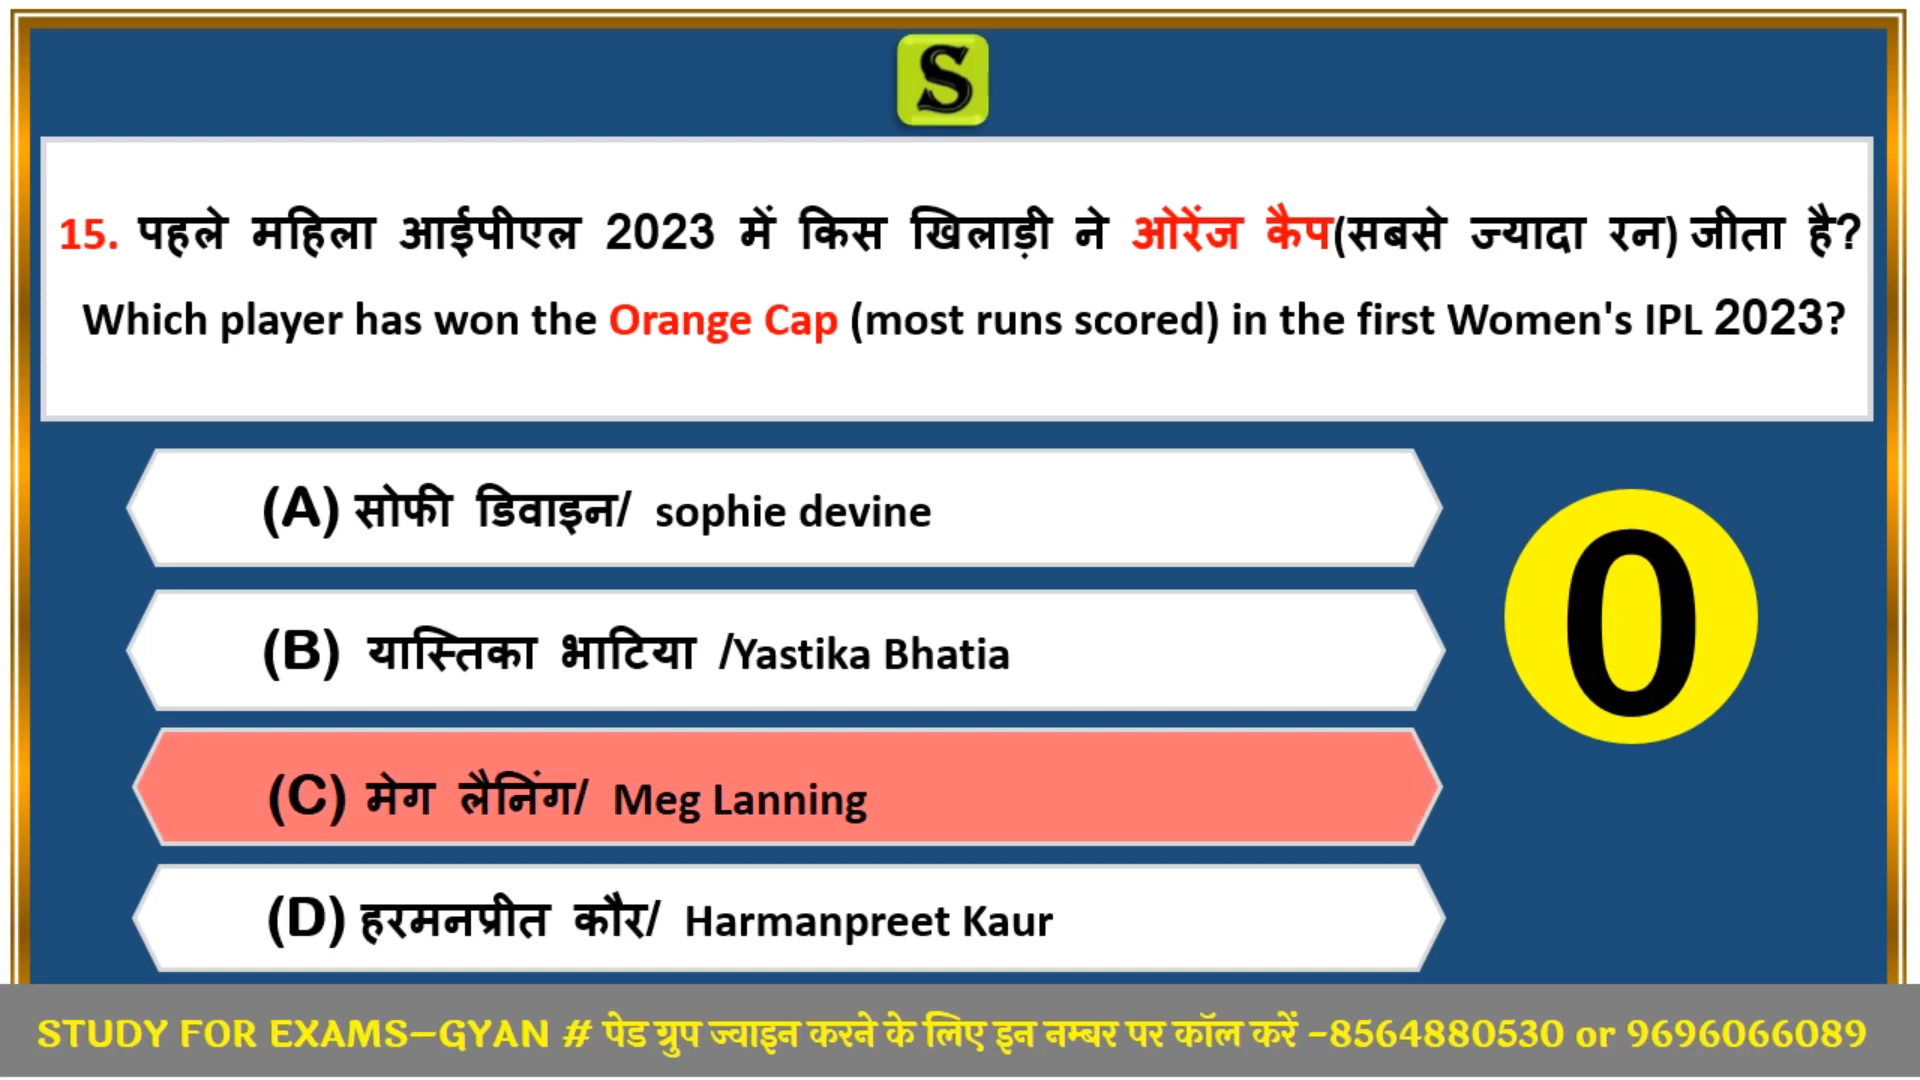 S
15. पहले महिला आईपीएल 2023 में किस खिलाड़ी ने ओरेंज कैप(सबसे ज्यादा रन) जीता है?
Which player has won the Orange Cap (most runs scored) in the first Women's IPL 2023?
(A) सोफी डिवाइन/ sophie devine
(B) यास्तिका भाटिया /Yastika Bhatia
0
(C) मेग लैनिंग/ Meg Lanning
(D) हरमनप्रीत कौर/ Harmanpreet Kaur
STUDY FOR EXAMS–GYAN # पेड ग्रुप ज्वाइन करने के लिए इन नम्बर पर कॉल करें –8564880530 or 9696066089